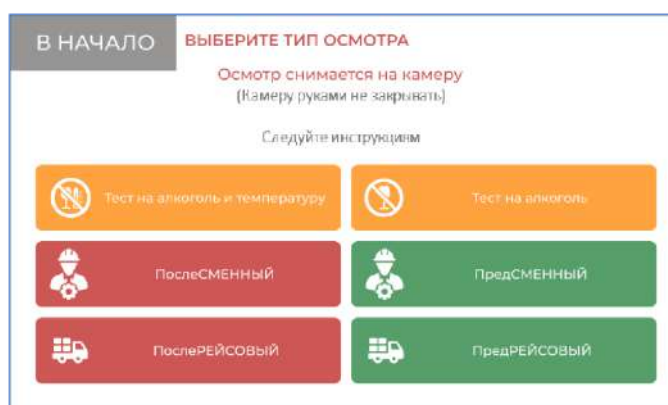 В НАЧАЛО
ВЫБЕРИТЕ ТИП ОСМОТРА
Осмотр снимается на камеру
(Камеру руками не закрывать)
Следуйте инструкциям
Тест на алкоголь и температуру
Тест на алкоголь
ПослеСМЕННЫЙ
ПредСМЕННЫЙ
ПослеРЕЙСОВЫЙ
ПредРЕЙСОВЫЙ